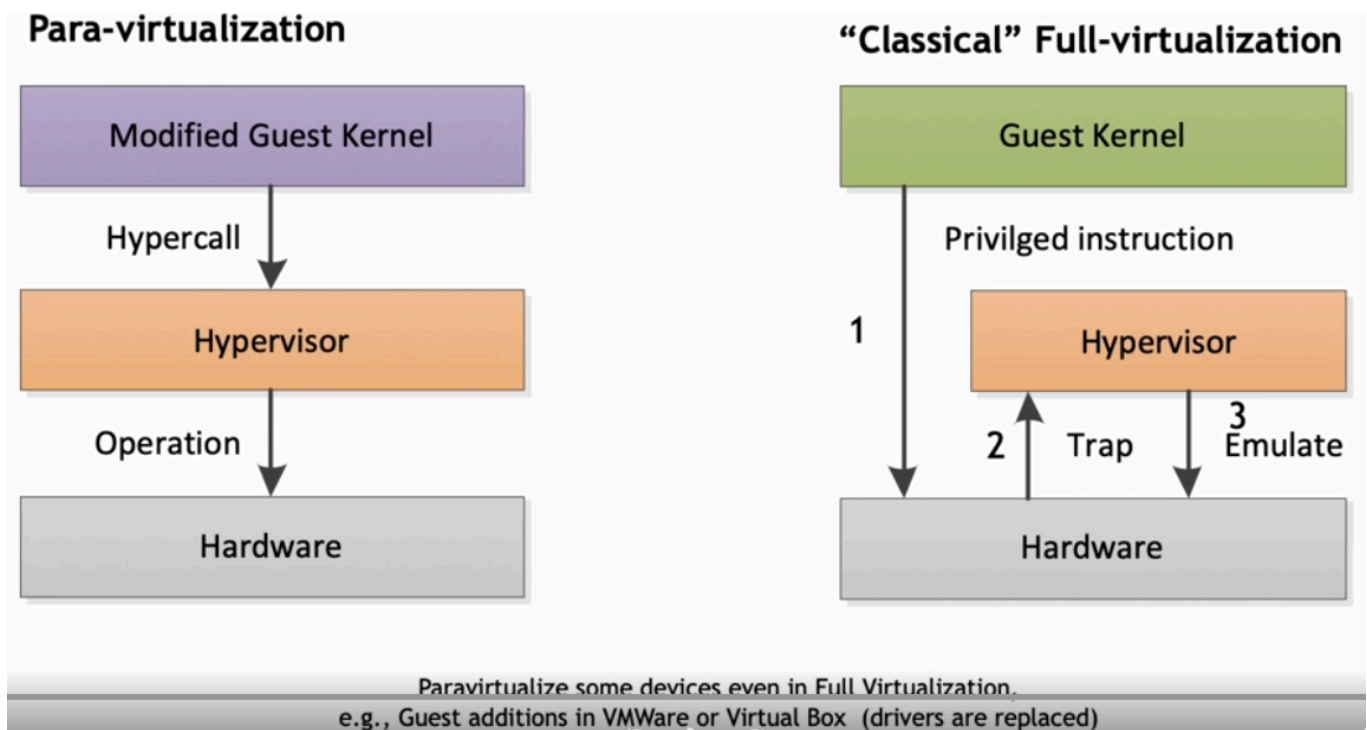 Para-virtualization
Modified Guest Kernel
Hypercall
Hypervisor
Operation
Hardware
“Classical” Full-virtualization
Guest Kernel
Privilged instruction
1
Hypervisor
2
Trap
3
Emulate
Hardware
Paravirtualize some devices even in Full Virtualization,
e.g., Guest additions in VMWare or Virtual Box (drivers are replaced)